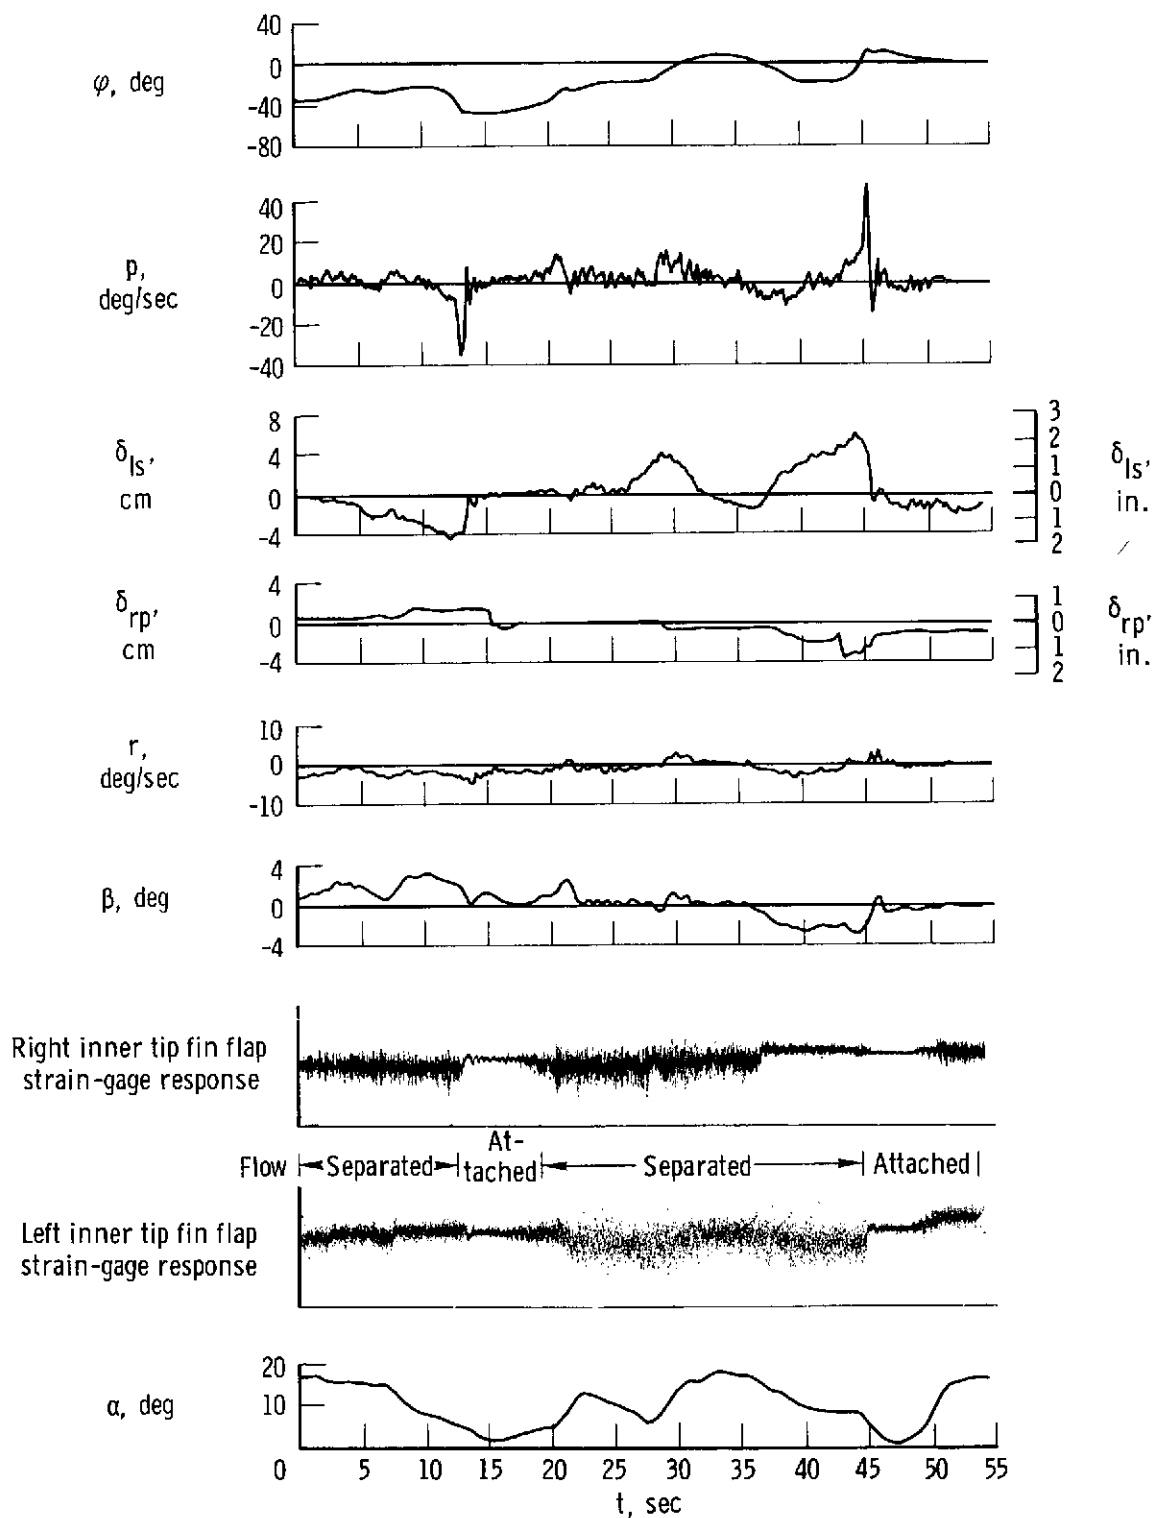 40
0
-40
-80
φ, deg
40
20
0
-20
-40
p,
deg/sec
8
4
0
-4
δls,
cm
3
2
1
0
1
2
δls,
in.
4
0
-4
δrp,
cm
1
0
1
2
δrp,
in.
10
0
-10
r,
deg/sec
4
0
-4
β, deg
Right inner tip fin flap
strain-gage response
Flow Separated At-
tached Separated Attached
Left inner tip fin flap
strain-gage response
20
10
α, deg
0 5 10 15 20 25 30 35 40 45 50 55
t, sec